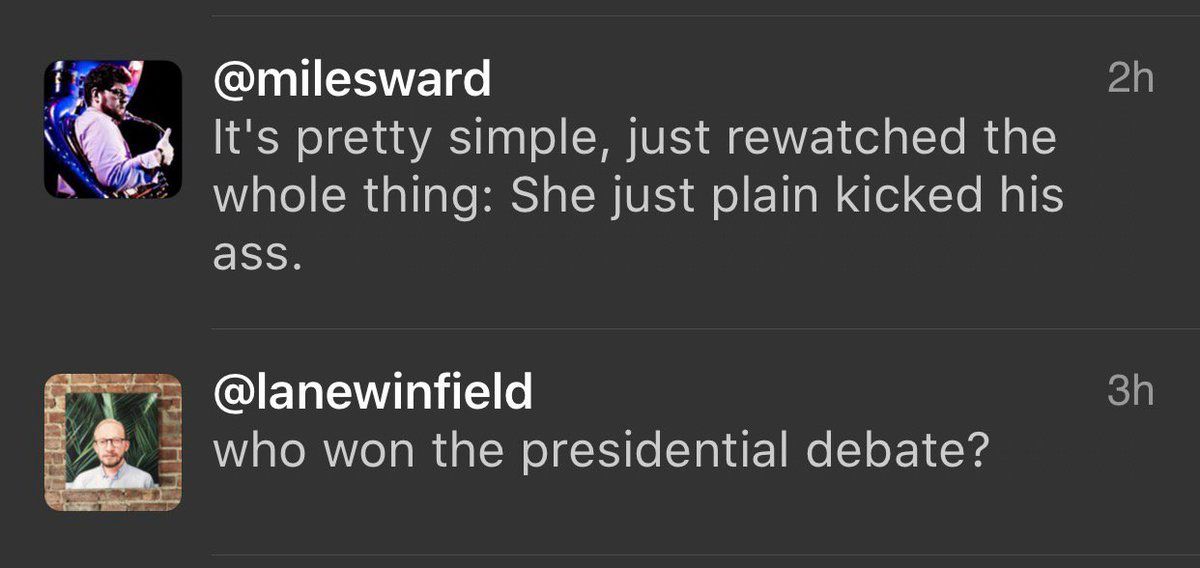 @milesward 2h
It's pretty simple, just rewatched the
whole thing: She just plain kicked his
ass.
@lanewinfield 3h
who won the presidential debate?